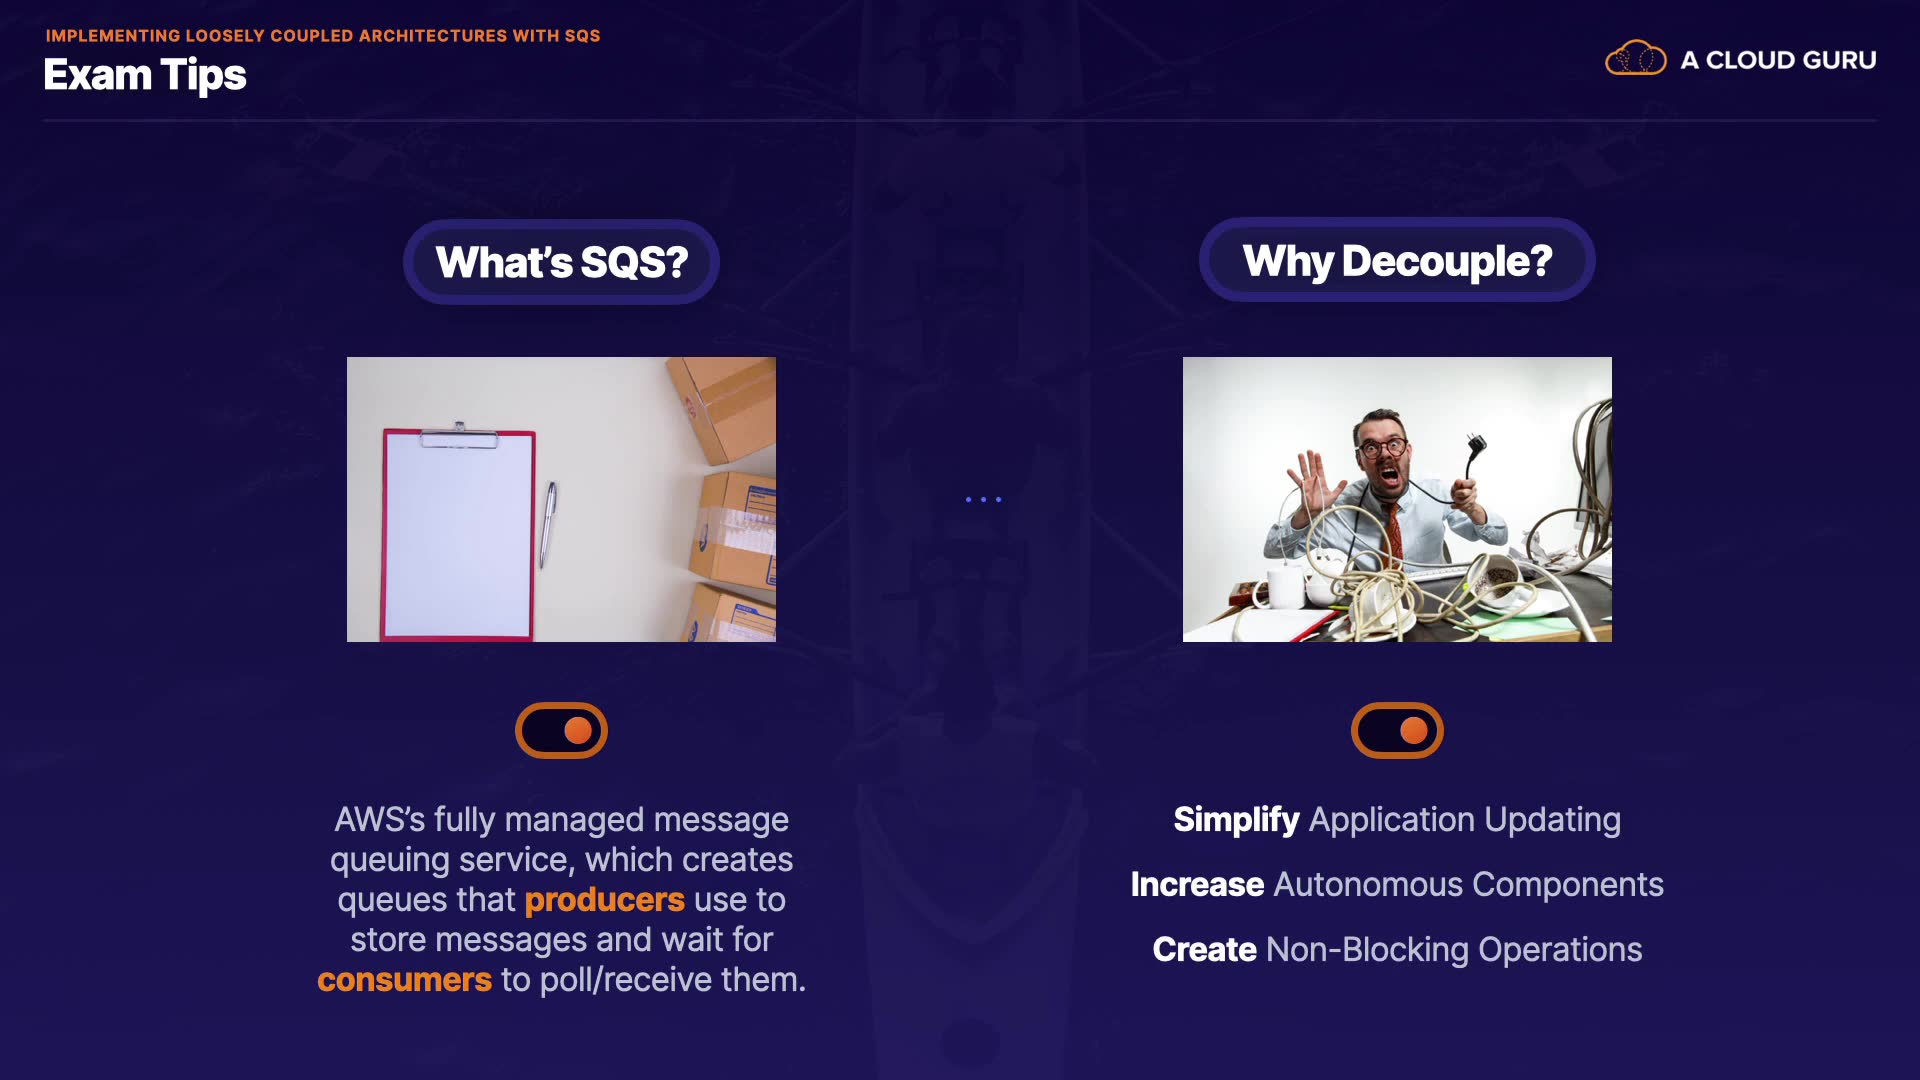 IMPLEMENTING LOOSELY COUPLED ARCHITECTURES WITH SQS
Exam Tips
A CLOUD GURU
What’s SQS?
AWS’s fully managed message
queuing service, which creates
queues that producers use to
store messages and wait for
consumers to poll/receive them.
Why Decouple?
Simplify Application Updating
Increase Autonomous Components
Create Non-Blocking Operations